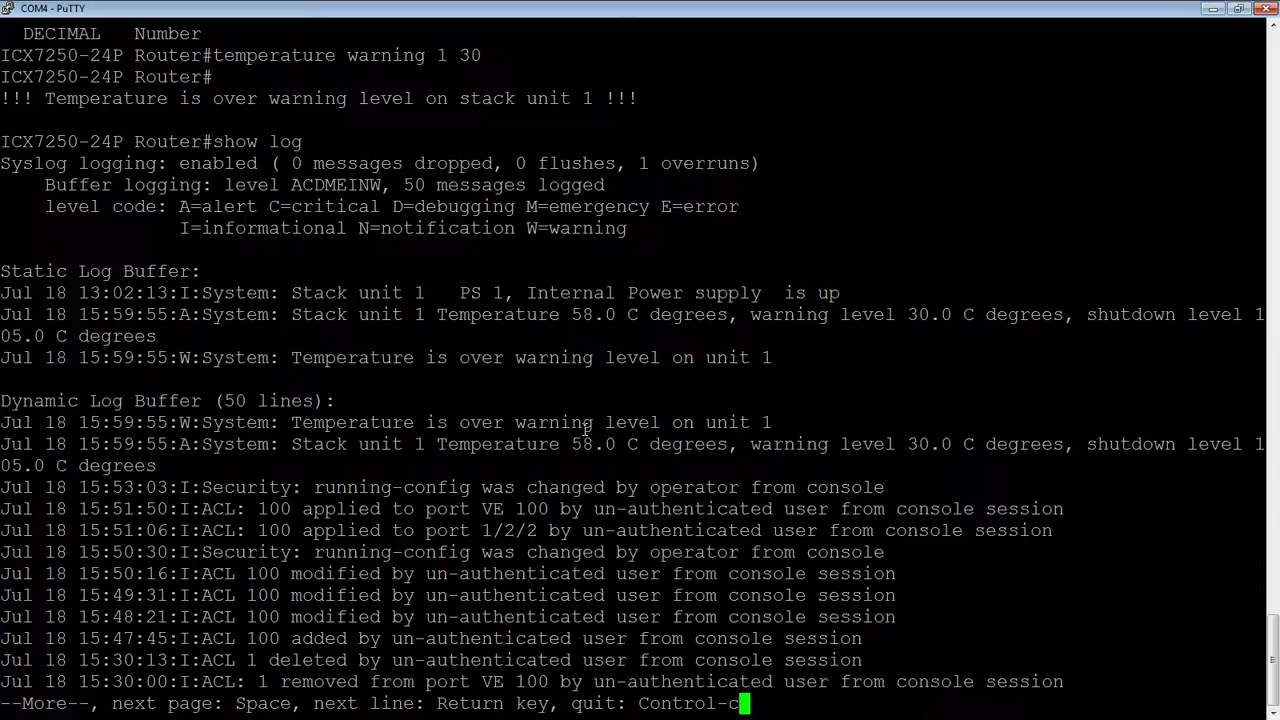 COM4 - PuTTY
DECIMAL   Number
ICX7250-24P Router#temperature warning 1 30
ICX7250-24P Router#
!!! Temperature is over warning level on stack unit 1 !!!
ICX7250-24P Router#show log
Syslog logging: enabled ( 0 messages dropped, 0 flushes, 1 overruns)
Buffer logging: level ACDMEINW, 50 messages logged
level code: A=alert C=critical D=debugging M=emergency E=error
I=informational N=notification W=warning
Static Log Buffer:
Jul 18 13:02:13:I:System: Stack unit 1   PS 1, Internal Power supply  is up
Jul 18 15:59:55:A:System: Stack unit 1 Temperature 58.0 C degrees, warning level 30.0 C degrees, shutdown level 1
05.0 C degrees
Jul 18 15:59:55:W:System: Temperature is over warning level on unit 1
Dynamic Log Buffer (50 lines):
Jul 18 15:59:55:W:System: Temperature is over warning level on unit 1
Jul 18 15:59:55:A:System: Stack unit 1 Temperature 58.0 C degrees, warning level 30.0 C degrees, shutdown level 1
05.0 C degrees
Jul 18 15:53:03:I:Security: running-config was changed by operator from console
Jul 18 15:51:50:I:ACL: 100 applied to port VE 100 by un-authenticated user from console session
Jul 18 15:51:06:I:ACL: 100 applied to port 1/2/2 by un-authenticated user from console session
Jul 18 15:50:30:I:Security: running-config was changed by operator from console
Jul 18 15:50:16:I:ACL 100 modified by un-authenticated user from console session
Jul 18 15:49:31:I:ACL 100 modified by un-authenticated user from console session
Jul 18 15:48:21:I:ACL 100 modified by un-authenticated user from console session
Jul 18 15:47:45:I:ACL 100 added by un-authenticated user from console session
Jul 18 15:30:13:I:ACL 1 deleted by un-authenticated user from console session
Jul 18 15:30:00:I:ACL: 1 removed from port VE 100 by un-authenticated user from console session
--More--, next page: Space, next line: Return key, quit: Control-c